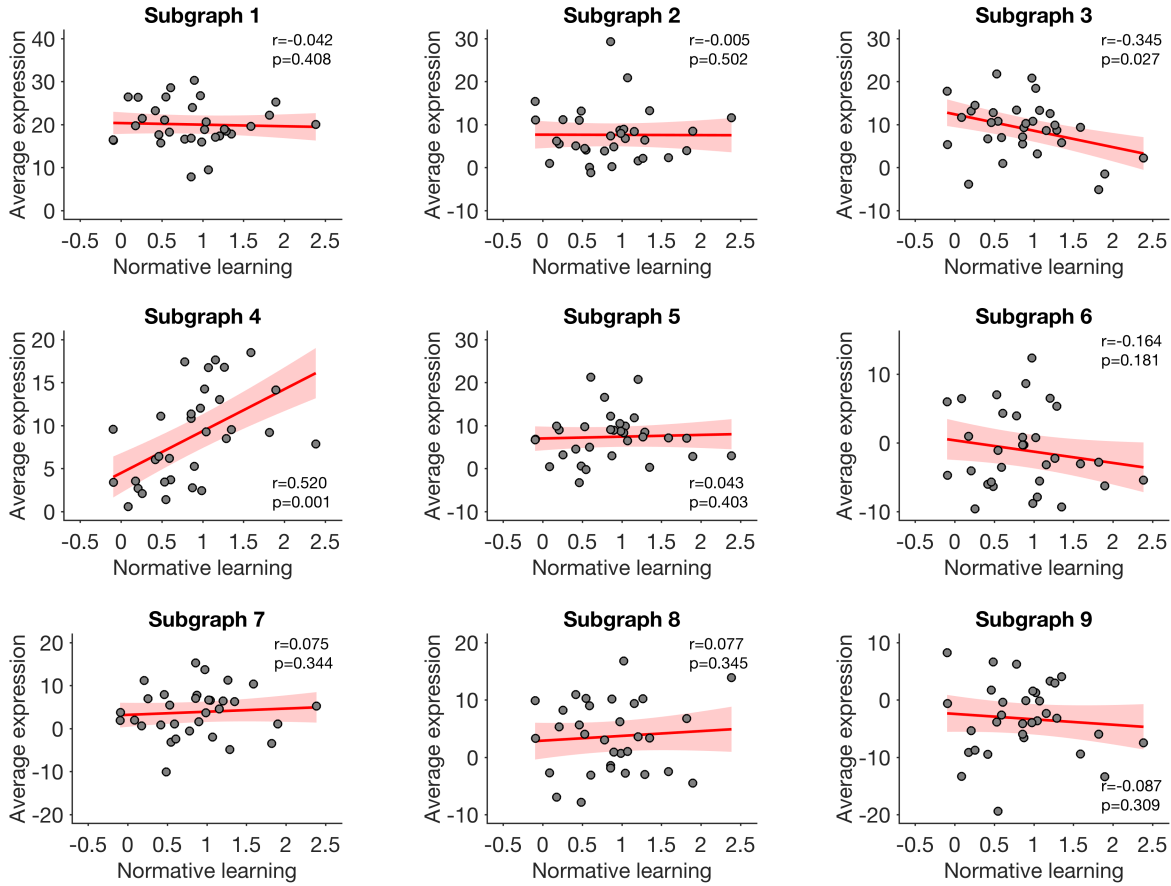 Subgraph 1
Average expression
40
30
20
10
0
r=-0.042
p=0.408
-0.5 0 0.5 1 1.5 2 2.5
Normative learning
Subgraph 2
Average expression
30
20
10
0
-10
r=-0.005
p=0.502
-0.5 0 0.5 1 1.5 2 2.5
Normative learning
Subgraph 3
Average expression
30
20
10
0
-10
r=-0.345
p=0.027
-0.5 0 0.5 1 1.5 2 2.5
Normative learning
Subgraph 4
Average expression
20
15
10
5
0
r=0.520
p=0.001
-0.5 0 0.5 1 1.5 2 2.5
Normative learning
Subgraph 5
Average expression
30
20
10
0
-10
r=0.043
p=0.403
-0.5 0 0.5 1 1.5 2 2.5
Normative learning
Subgraph 6
Average expression
10
0
-10
r=-0.164
p=0.181
-0.5 0 0.5 1 1.5 2 2.5
Normative learning
Subgraph 7
Average expression
20
10
0
-10
-20
r=0.075
p=0.344
-0.5 0 0.5 1 1.5 2 2.5
Normative learning
Subgraph 8
Average expression
20
10
0
-10
r=0.077
p=0.345
-0.5 0 0.5 1 1.5 2 2.5
Normative learning
Subgraph 9
Average expression
10
0
-10
-20
r=-0.087
p=0.309
-0.5 0 0.5 1 1.5 2 2.5
Normative learning